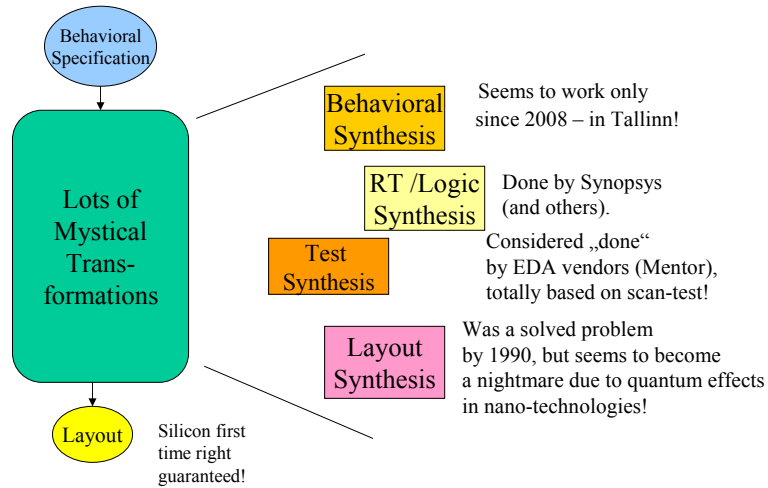 Behavioral
Specification
Lots of
Mystical
Trans-
formations
Layout
Silicon first
time right
guaranteed!
Behavioral
Synthesis
Seems to work only
since 2008 – in Tallinn!
RT /Logic
Synthesis
Done by Synopsys
(and others).
Test
Synthesis
Considered „done“
by EDA vendors (Mentor),
totally based on scan-test!
Layout
Synthesis
Was a solved problem
by 1990, but seems to become
a nightmare due to quantum effects
in nano-technologies!